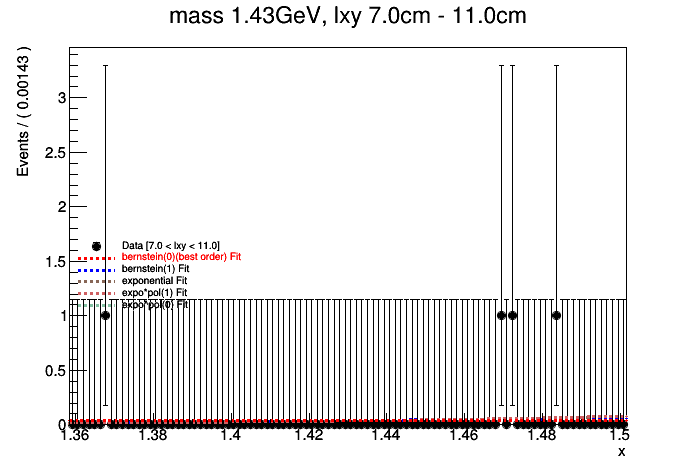 mass 1.43GeV, lxy 7.0cm - 11.0cm
Events / ( 0.00143 )
3
2.5
2
1.5
1
0.5
0
Data [7.0 < lxy < 11.0]
bernstein(0)(best order) Fit
bernstein(1) Fit
exponential Fit
expo*pol(1) Fit
expo*pol(0) Fit
1.36 1.38 1.4 1.42 1.44 1.46 1.48 1.5
x